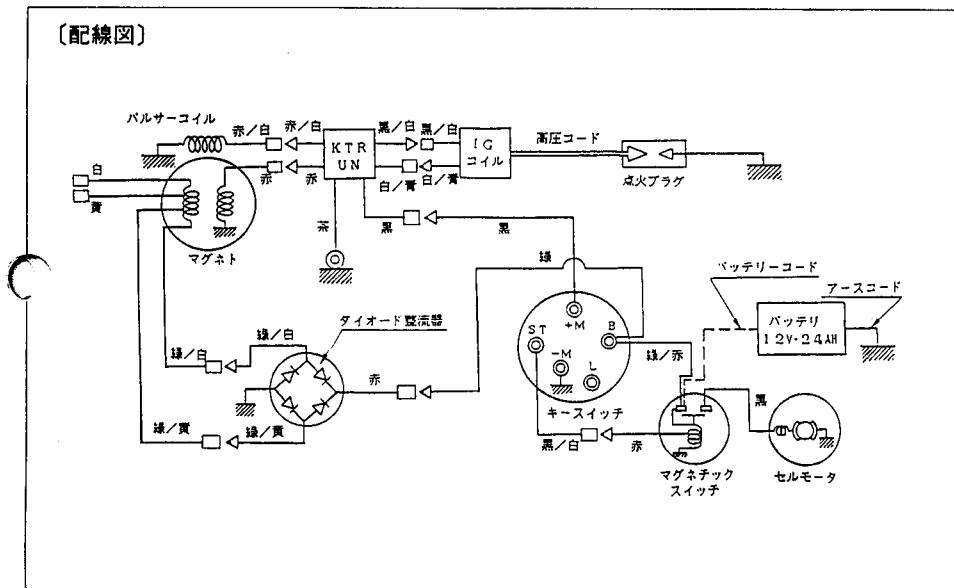 〔配線図〕
パルサーコイル
赤／白
赤／白
KTR
UN
黒／白
黒／白
IG
コイル
高圧コード
点火プラグ
白
黄
赤
赤
白／青
白／青
マグネト
茶
黒
黒
緑
バッテリーコード
アースコード
バッテリ
12V・24AH
ダイオード整流器
ST
+M
B
-M
L
キースイッチ
緑／赤
緑／白
緑／白
赤
緑／黄
緑／黄
黒／白
赤
黒
マグネチック
スイッチ
セルモータ